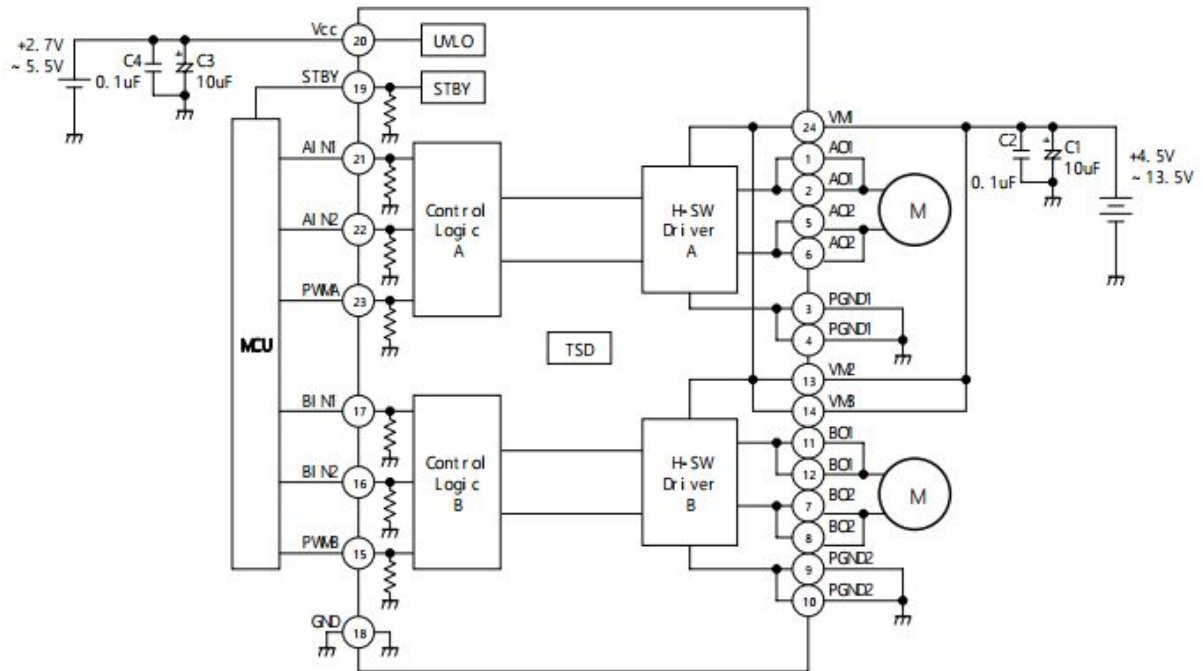 Vcc
20
UVLO
+2.7V
~ 5.5V
C4
0.1uF
C3
+
10uF
STBY
19
STBY
MCU
AIN1
21
AIN2
22
PWMA
23
Control
Logic
A
H-SW
Driver
A
24
VM1
1
AO1
2
AO1
5
AO2
6
AO2
M
3
PGND1
4
PGND1
C2
0.1uF
+
C1
10uF
+4.5V
~ 13.5V
TSD
13
VM2
14
VM3
BIN1
17
BIN2
16
PWMB
15
Control
Logic
B
H-SW
Driver
B
11
BO1
12
BO1
7
BO2
8
BO2
M
9
PGND2
10
PGND2
GND
18